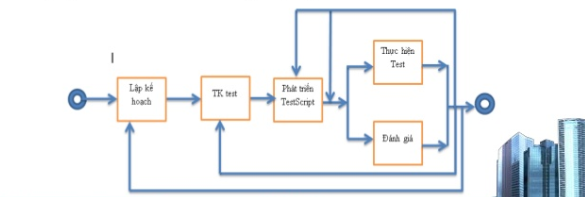 Lập kế
hoạch
TK test
Phát triển
TestScript
Thực hiện
Test
Đánh giá